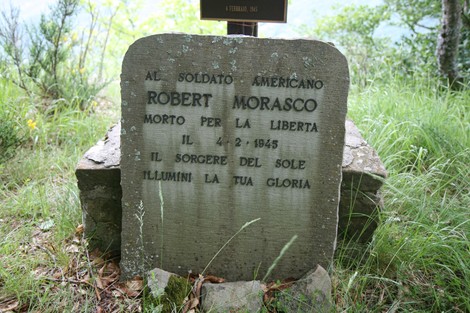 AL SOLDATO AMERICANO
ROBERT MORASCO
MORTO PER LA LIBERTA
IL 4-2-1945
IL SORGERE DEL SOLE
ILLUMINI LA TUA GLORIA